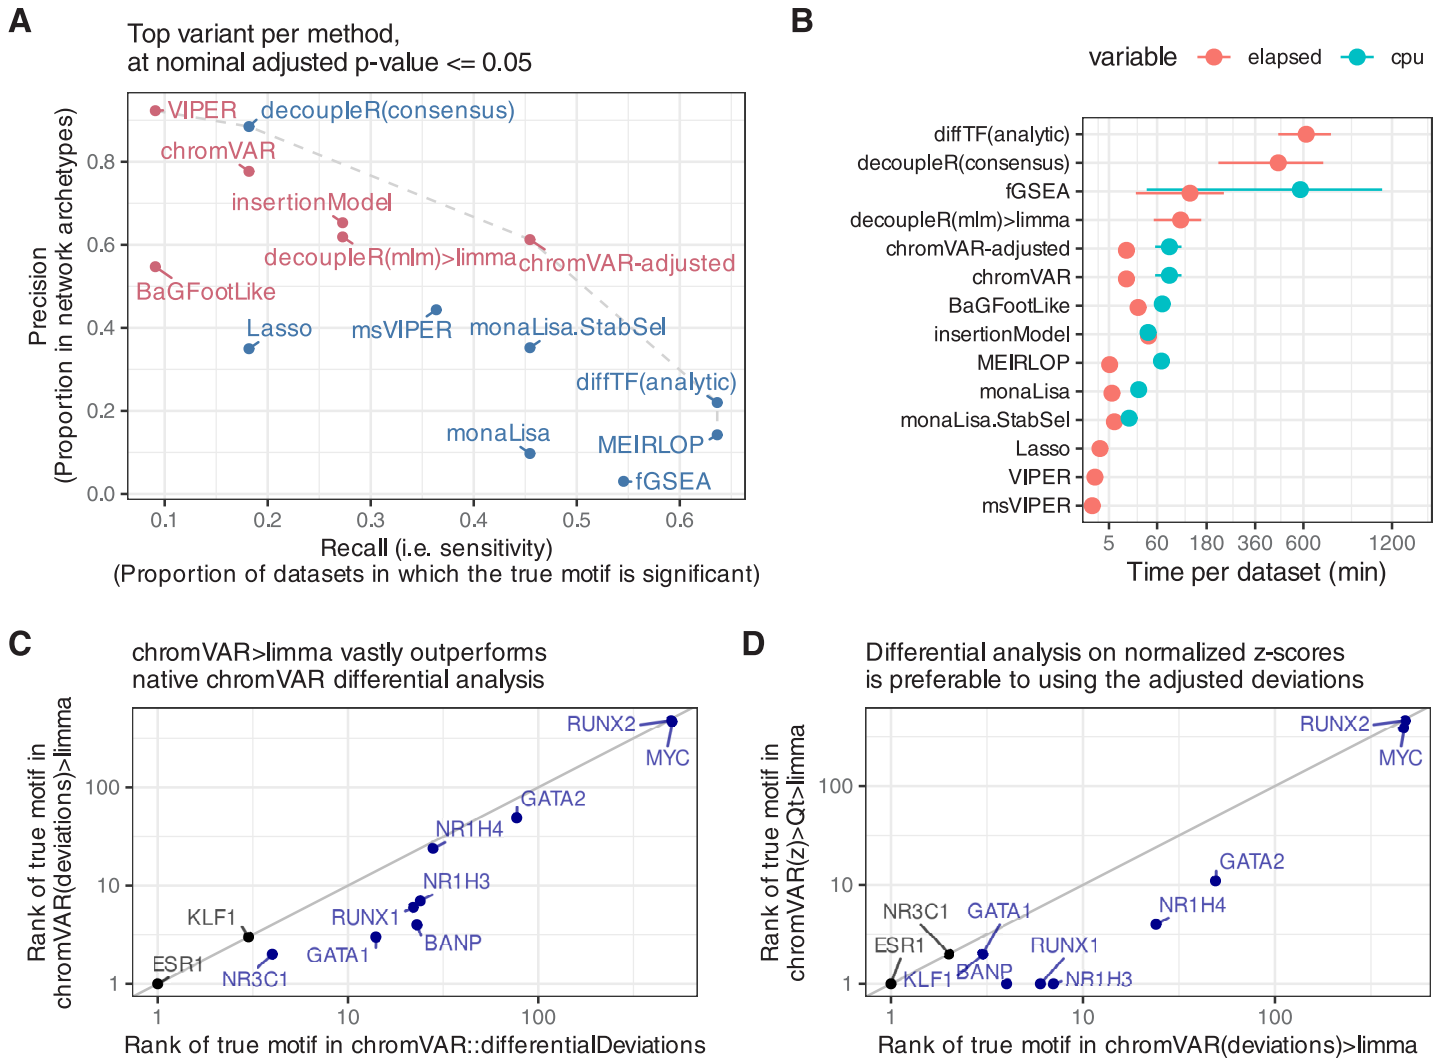 A
Top variant per method,
at nominal adjusted p-value <= 0.05
Precision
(Proportion in network archetypes)
0.8
0.6
0.4
0.2
0.0
VIPER
decoupleR(consensus)
chromVAR
insertionModel
decoupleR(mlm)>limma
chromVAR-adjusted
BaGFootLike
Lasso
msVIPER
monaLisa.StabSel
diffTF(analytic)
monaLisa
MEIRLOP
fGSEA
0.1 0.2 0.3 0.4 0.5 0.6
Recall (i.e. sensitivity)
(Proportion of datasets in which the true motif is significant)
B
variable elapsed cpu
diffTF(analytic)
decoupleR(consensus)
fGSEA
decoupleR(mlm)>limma
chromVAR-adjusted
chromVAR
BaGFootLike
insertionModel
MEIRLOP
monaLisa
monaLisa.StabSel
Lasso
VIPER
msVIPER
5 60 180 360 600 1200
Time per dataset (min)
C
chromVAR>limma vastly outperforms
native chromVAR differential analysis
Rank of true motif in
chromVAR(deviations)>limma
100
10
1
RUNX2
MYC
GATA2
NR1H4
NR1H3
RUNX1
KLF1
BANP
GATA1
ESR1
NR3C1
1 10 100
Rank of true motif in chromVAR::differentialDeviations
D
Differential analysis on normalized z-scores
is preferable to using the adjusted deviations
Rank of true motif in
chromVAR(z)>Qt>limma
100
10
1
RUNX2
MYC
GATA2
NR1H4
NR3C1
GATA1
ESR1
RUNX1
KLF1
BANP
NR1H3
1 10 100
Rank of true motif in chromVAR(deviations)>limma